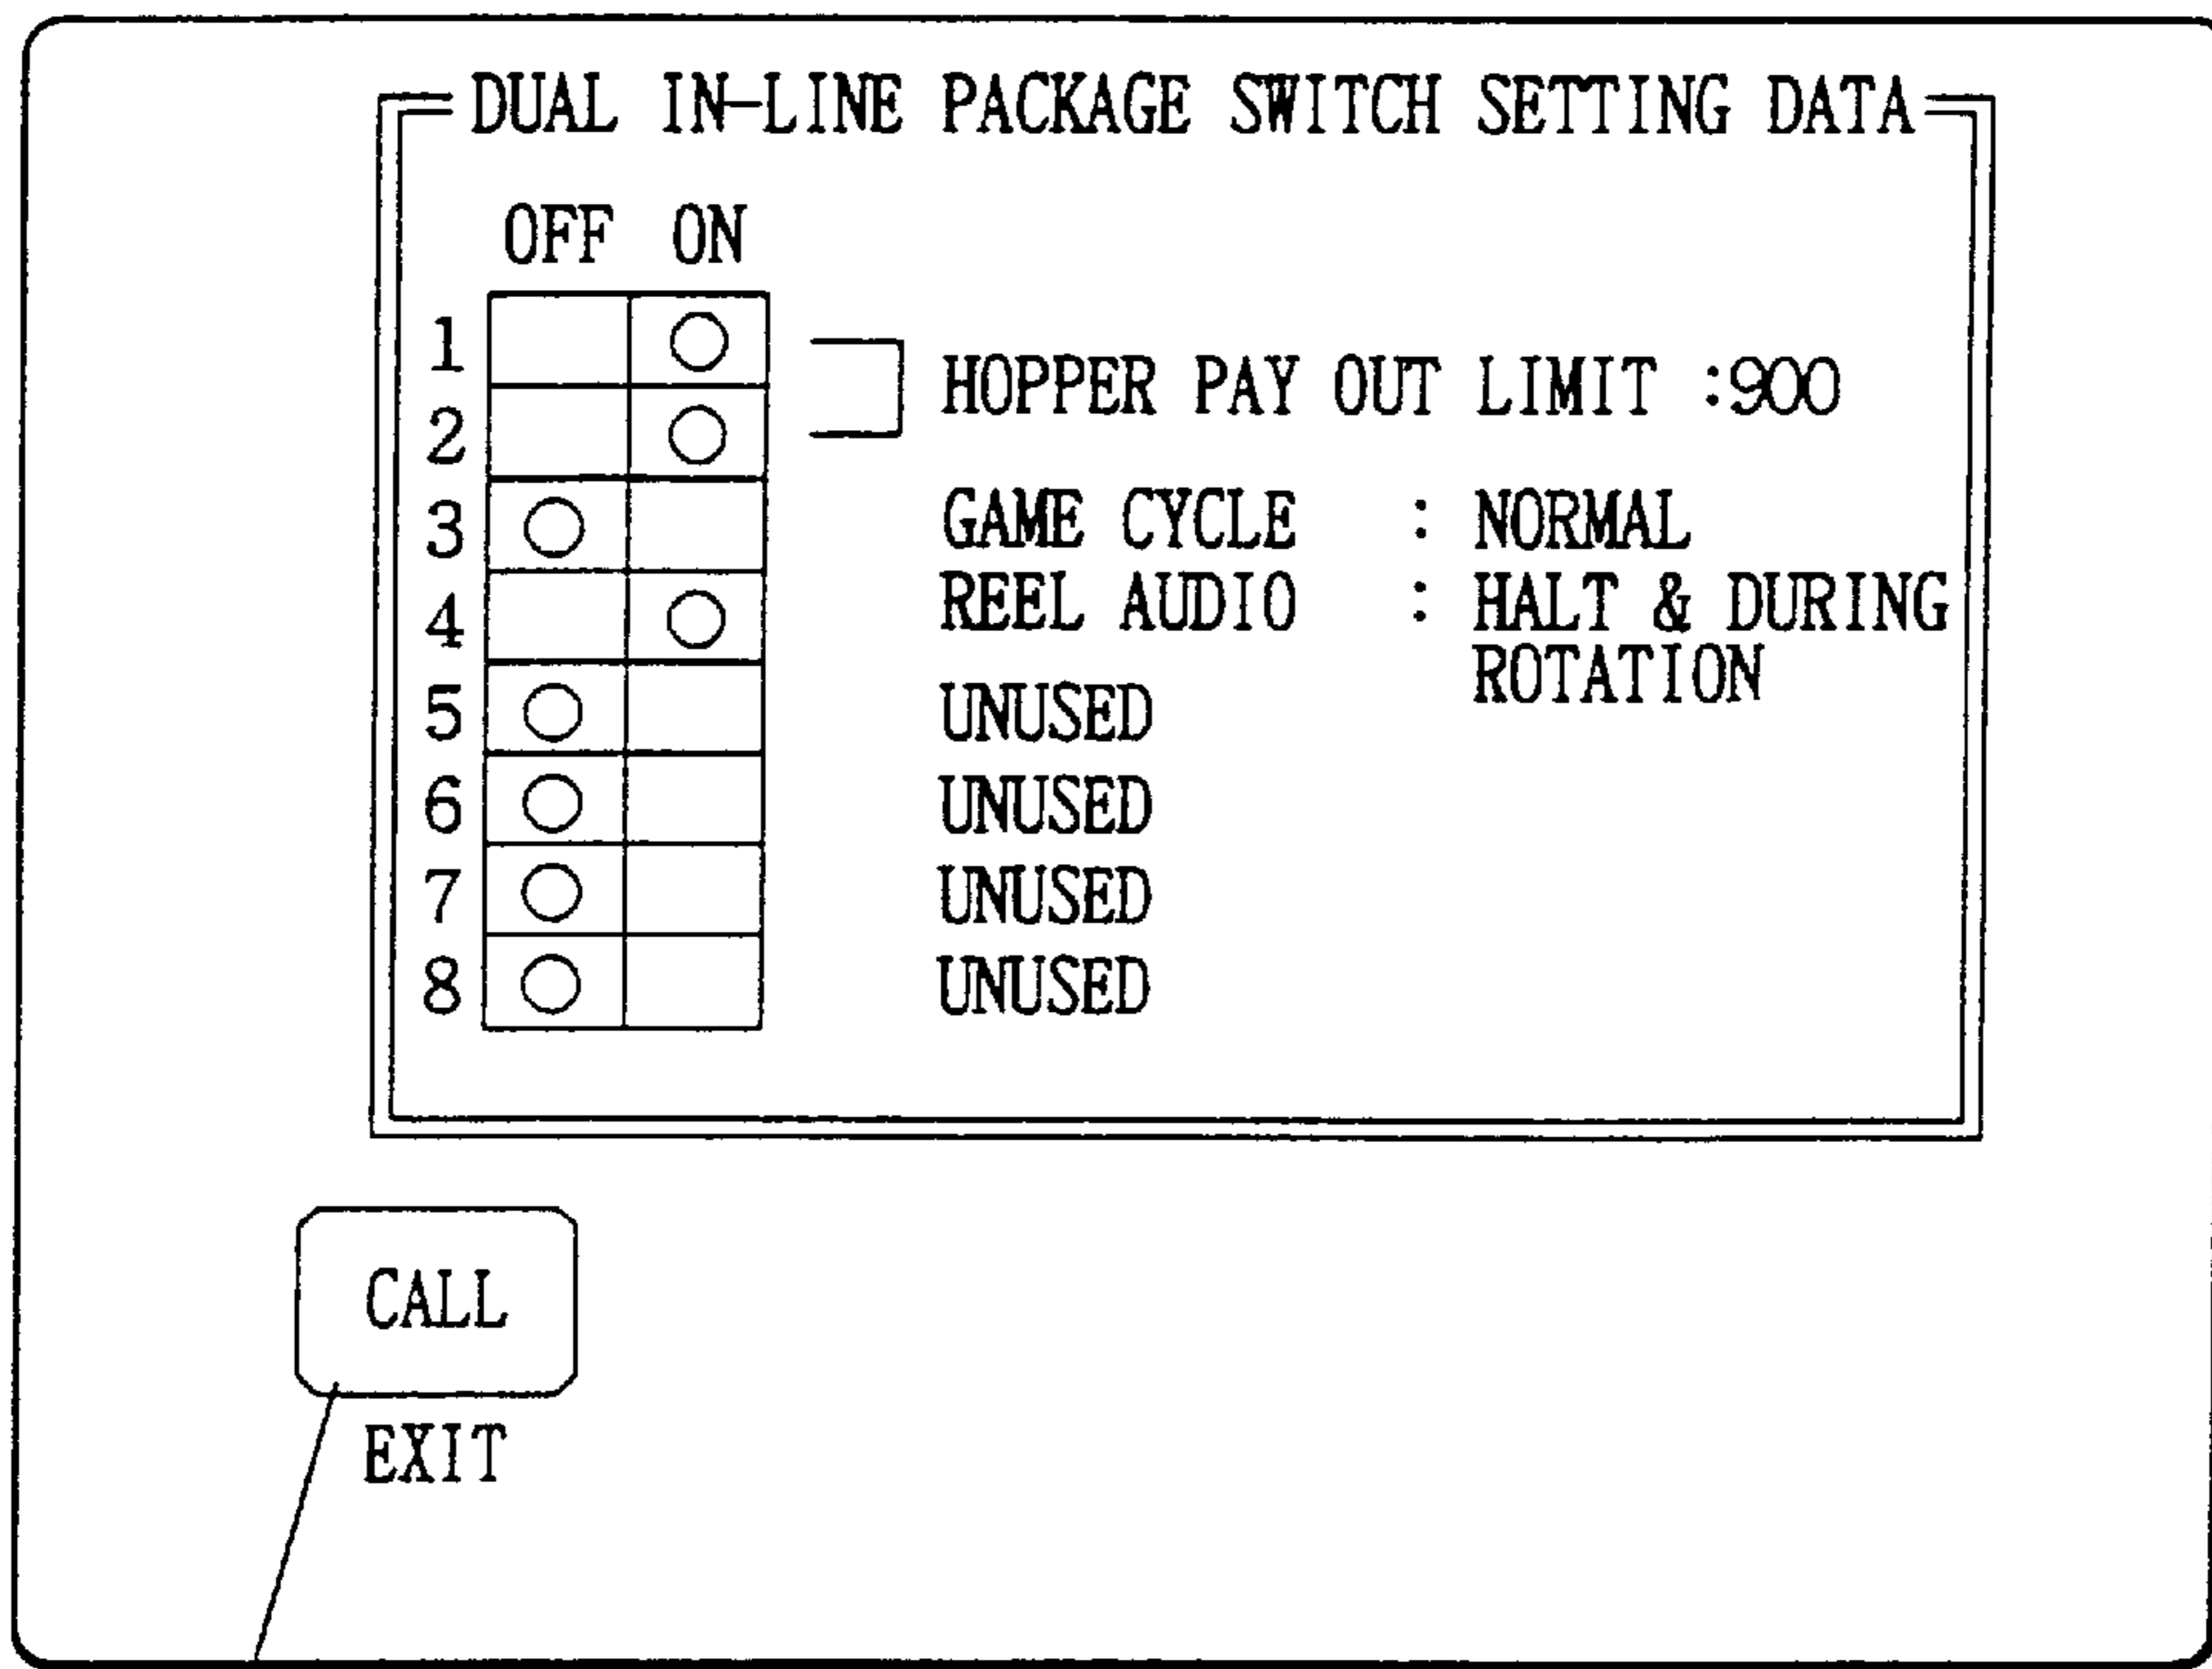 DUAL IN-LINE PACKAGE SWITCH SETTING DATA
OFF ON
1
2
HOPPER PAY OUT LIMIT :900
3 GAME CYCLE : NORMAL
4 REEL AUDIO : HALT & DURING
ROTATION
5 UNUSED
6 UNUSED
7 UNUSED
8 UNUSED
CALL
EXIT